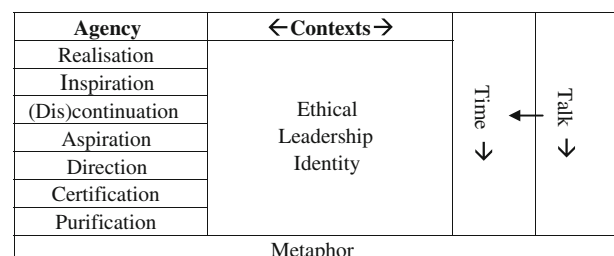 Agency ←Contexts→
Realisation
Inspiration
(Dis)continuation
Aspiration
Direction
Certification
Purification
Ethical
Leadership
Identity
Time →
← Talk →
Metaphor